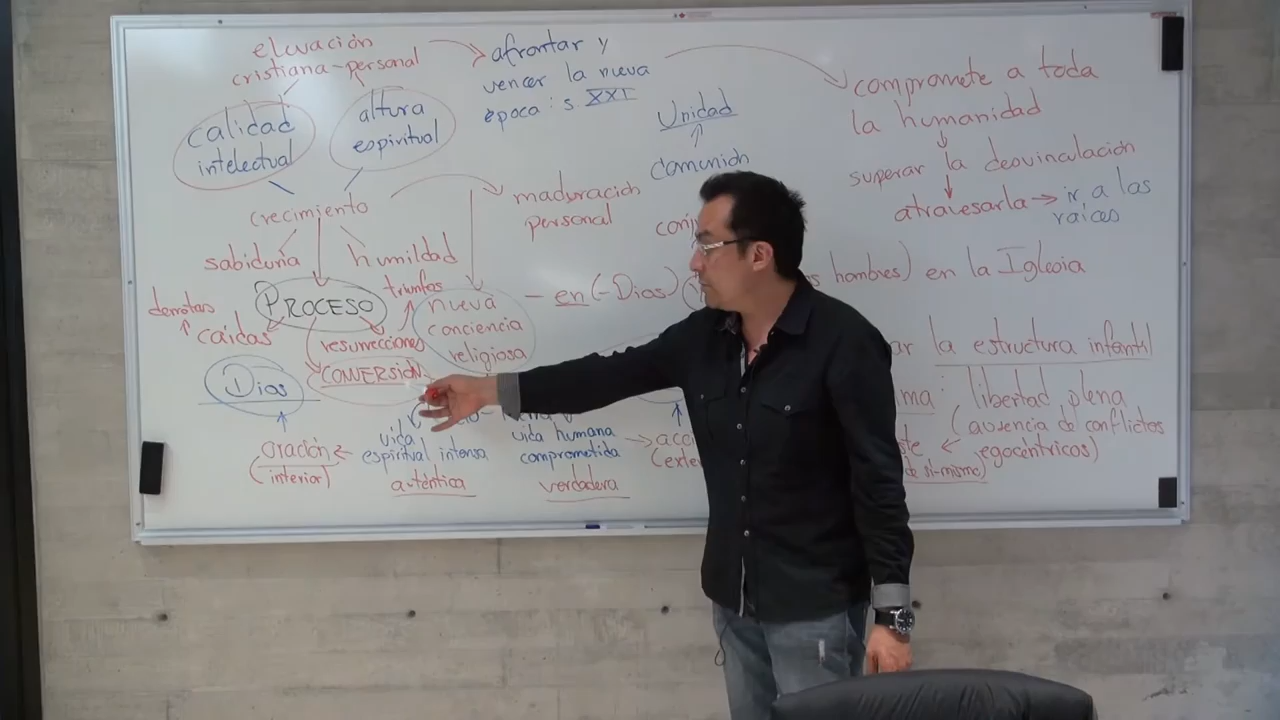 elevación
cristiana-personal
afrontar y
vencer la nueva
época: s XXI
compromete a toda
la humanidad
superar la desvinculación
atravesarla → ir a las
raíces
calidad
intelectual
altura
espiritual
Unidad
comunión
crecimiento
maduración
personal
sabiduría
humildad
PROCESO
derrotas
caídas
triunfos
resurrecciones
CONVERSIÓN
nueva
conciencia
religiosa
- en (-Dios)
hombres) en la Iglesia
la estructura infantil
libertad plena
(ausencia de conflictos
egocéntricos)
de sí-mismo)
Dios
oración
(interior)
vida
espiritual intensa
auténtica
vida humana
comprometida
verdadera